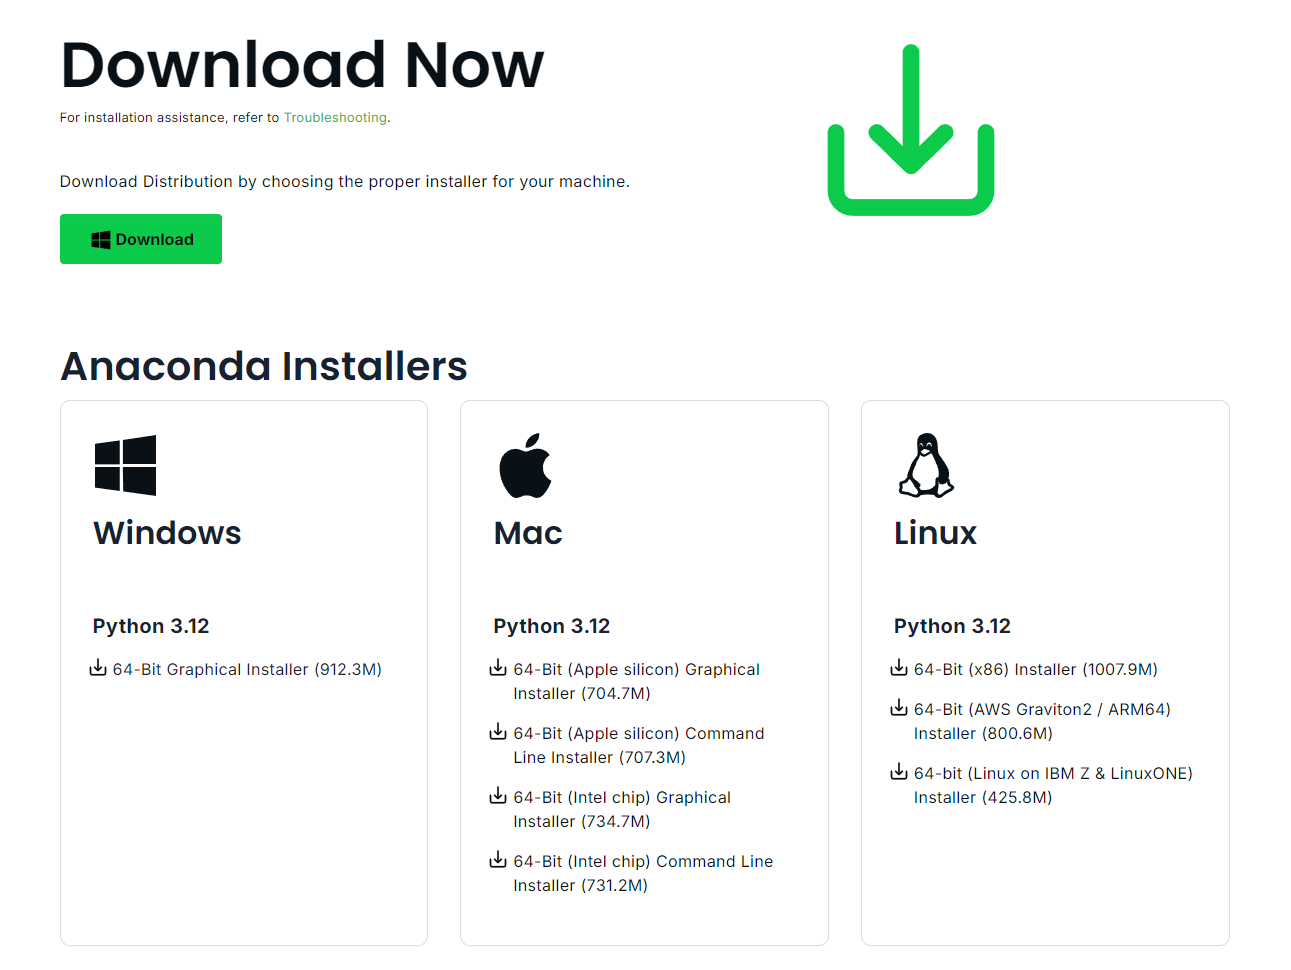 Download Now
For installation assistance, refer to Troubleshooting.
Download Distribution by choosing the proper installer for your machine.
Download
Anaconda Installers
Windows
Python 3.12
64-Bit Graphical Installer (912.3M)
Mac
Python 3.12
64-Bit (Apple silicon) Graphical
Installer (704.7M)
64-Bit (Apple silicon) Command
Line Installer (707.3M)
64-Bit (Intel chip) Graphical
Installer (734.7M)
64-Bit (Intel chip) Command Line
Installer (731.2M)
Linux
Python 3.12
64-Bit (x86) Installer (1007.9M)
64-Bit (AWS Graviton2 / ARM64)
Installer (800.6M)
64-bit (Linux on IBM Z & LinuxONE)
Installer (425.8M)